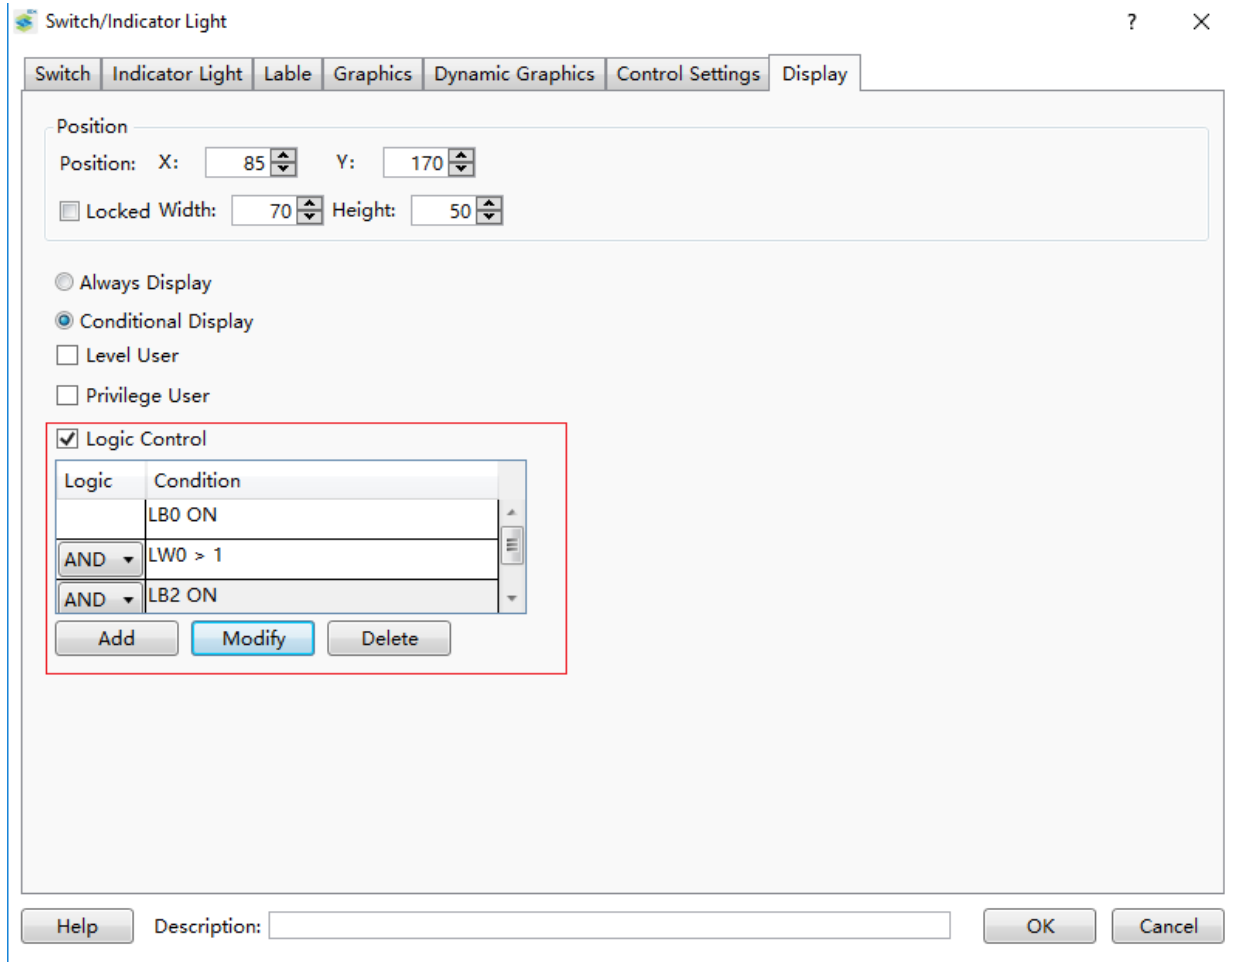 Switch/Indicator Light ?
Switch Indicator Light Lable Graphics Dynamic Graphics Control Settings Display
Position
Position: X: 85 Y: 170
Locked Width: 70 Height: 50
Always Display
Conditional Display
Level User
Privilege User
Logic Control
Logic Condition
LB0 ON
AND LW0 > 1
AND LB2 ON
Add Modify Delete
Help Description: OK Cancel